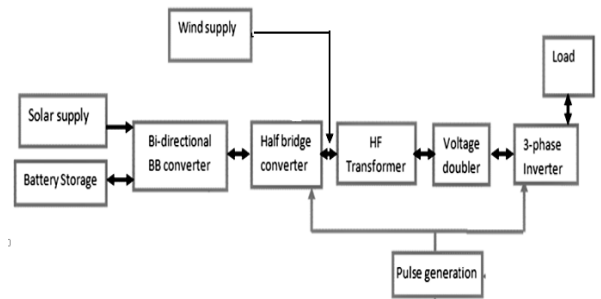 Wind supply
Load
Solar supply
Bi-directional
BB converter
Half bridge
converter
HF
Transformer
Voltage
doubler
3-phase
Inverter
Battery Storage
Pulse generation